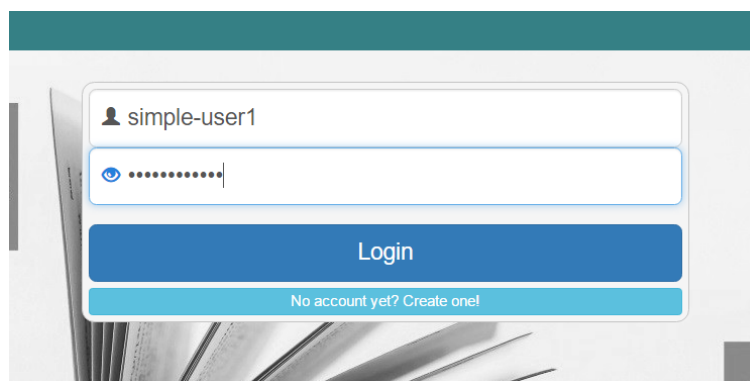 simple-user1
••••••••••••
Login
No account yet? Create one!